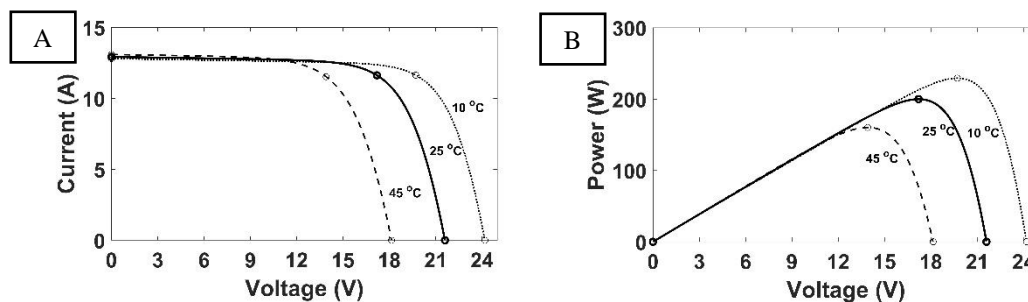 A
15
10
5
0
Current (A)
10 °C
25 °C
45 °C
0 3 6 9 12 15 18 21 24
Voltage (V)
B
300
200
100
0
Power (W)
25 °C
10 °C
45 °C
0 3 6 9 12 15 18 21 24
Voltage (V)